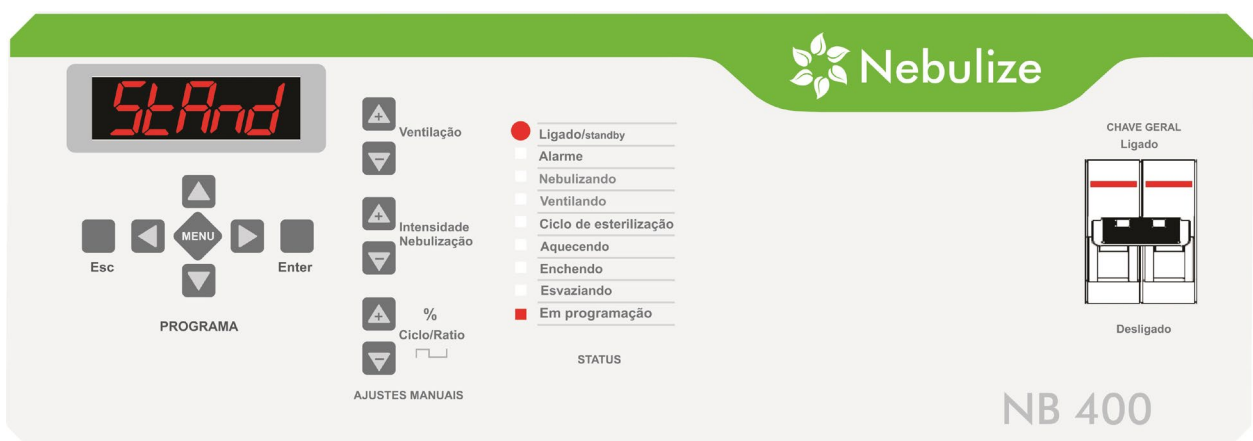 Nebulize
StAnd
MENU
Esc
Enter
PROGRAMA
Ventilação
Intensidade
Nebulização
%
Ciclo/Ratio
AJUSTES MANUAIS
Ligado/standby
Alarme
Nebulizando
Ventilando
Ciclo de esterilização
Aquecendo
Enchendo
Esvaziando
Em programação
STATUS
CHAVE GERAL
Ligado
Desligado
NB 400